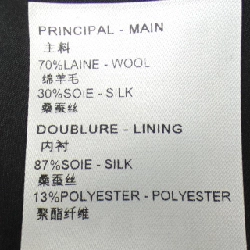 PRINCIPAL - MAIN
主料
70%LAINE - WOOL
绵羊毛
30%SOIE - SILK
桑蚕丝
DOUBLURE - LINING
内衬
87%SOIE - SILK
桑蚕丝
13%POLYESTER - POLYESTER
聚酯纤维